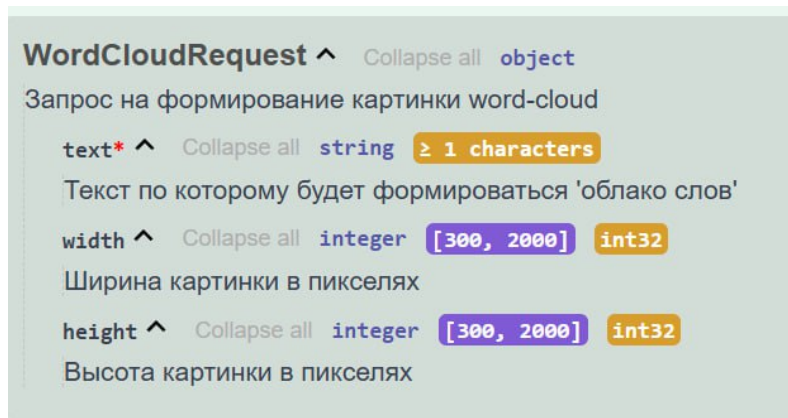 WordCloudRequest ^ Collapse all object
Запрос на формирование картинки word-cloud
text* ^ Collapse all string ≥ 1 characters
Текст по которому будет формироваться 'облако слов'
width ^ Collapse all integer [300, 2000] int32
Ширина картинки в пикселях
height ^ Collapse all integer [300, 2000] int32
Высота картинки в пикселях